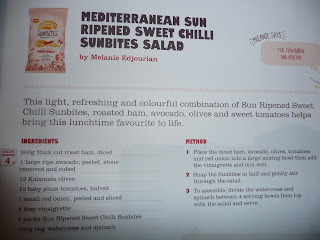 MEDITERRANEAN SUN
RIPENED SWEET CHILLI
SUNBITES SALAD
by Melanie Edjourian
MELANIE SAYS
AND HEALTHY
SUNBITES
This light, refreshing and colourful combination of Sun Ripened Sweet
Chilli Sunbites, roasted ham, avocado, olives and sweet tomatoes helps
bring this lunchtime favourite to life.
INGREDIENTS
200g thick cut roast ham, diced
1 large ripe avocado, peeled, stone
removed and cubed
12 Kalamata olives
12 baby plum tomatoes, halved
1 small red onion, peeled and sliced
4 tbsp vinaigrette
2 packs Sun Ripened Sweet Chilli Sunbites
150g bag watercress and spinach
4
METHOD
1 Place the diced ham, avocado, olives, tomatoes,
and red onion into a large mixing bowl then add
the vinaigrette and mix well.
2 Snap the Sunbites in half and gently stir
through the salad.
3 To assemble, divide the watercress and
spinach between 4 serving bowls then top
with the salad and serve.